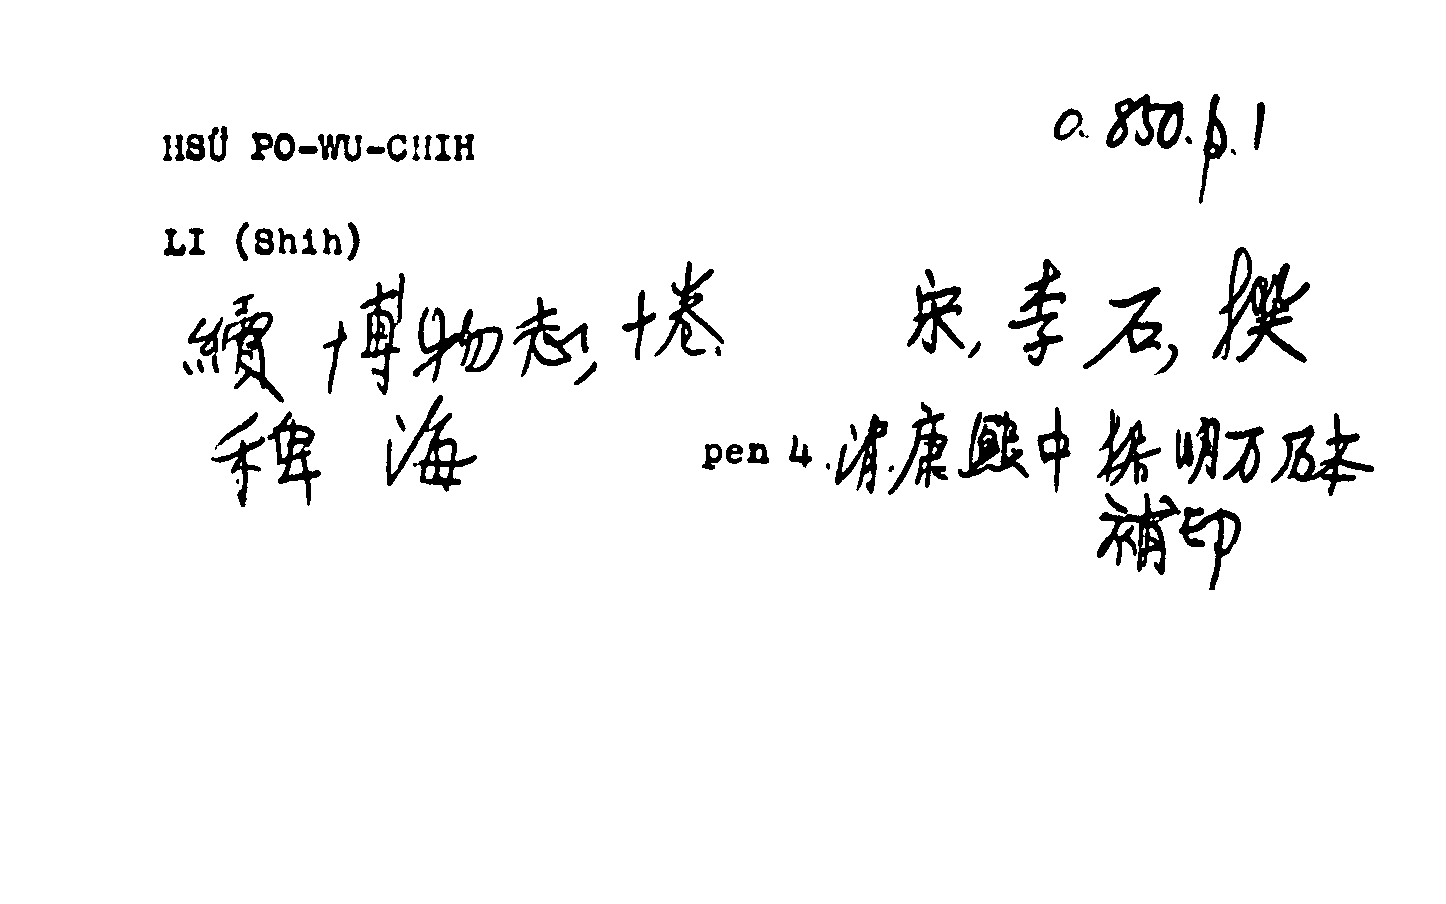 HSÜ PO-WU-CHIH
0.850.p.1
LI (Shih)
續博物志, 十卷. 宋, 李石, 撰
稗海 pen 4. 清.康熙中據明万历本
補印